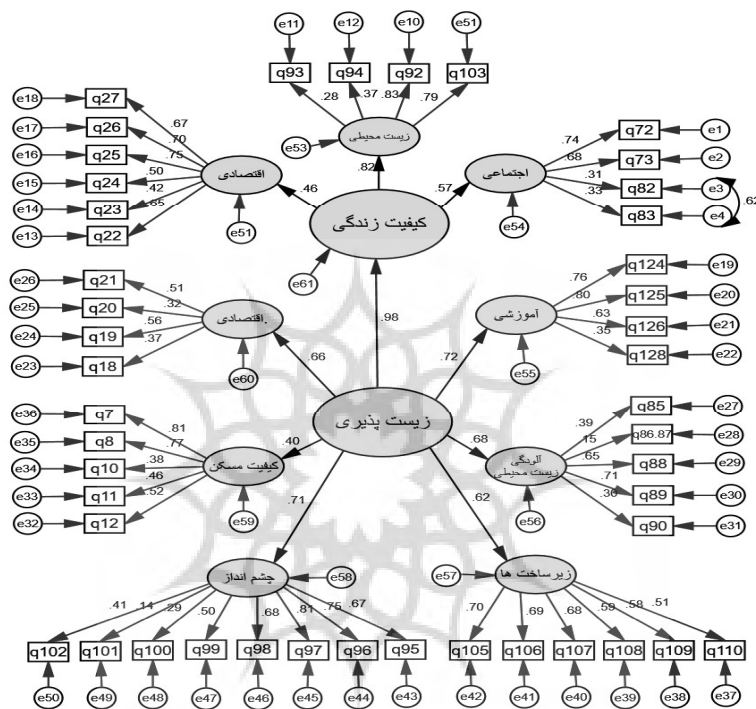 e11 e12 e10 e51
q93 q94 q92 q103
.28 .37 .83 .79
e53 زیست محیطی
.82
e18 q27 .67
e17 q26 .70
e16 q25 .75
e15 q24 .50
e14 q23 .42
e13 q22 .65
اقتصادی
e51
.46
q72 e1 .74
q73 e2 .68
q82 e3 .31
q83 e4 .33
.62
اجتماعی
e54
.57
کیفیت زندگی
e61
.98
e26 q21 .51
e25 q20 .32
e24 q19 .56
e23 q18 .37
.اقتصادی
e60
.66
q124 e19 .76
q125 e20 .80
q126 e21 .63
q128 e22 .35
آموزشی
e55
.72
زیست پذیری
e36 q7 .81
e35 q8 .77
e34 q10 .38
e33 q11 .46
e32 q12 .52
کیفیت مسکن
e59
.40
q85 e27 .39
q86.87 e28 .15
q88 e29 .65
q89 e30 .71
q90 e31
آلودگی
زیست محیطی
e56
.68
.71
.62
چشم انداز
e58
e57
زیرساخت ها
.41 .14 .29 .50 .68 .81 .75 .67
q102 q101 q100 q99 q98 q97 q96 q95
e50 e49 e48 e47 e46 e45 e44 e43
.70 .69 .68 .59 .58 .51
q105 q106 q107 q108 q109 q110
e42 e41 e40 e39 e38 e37